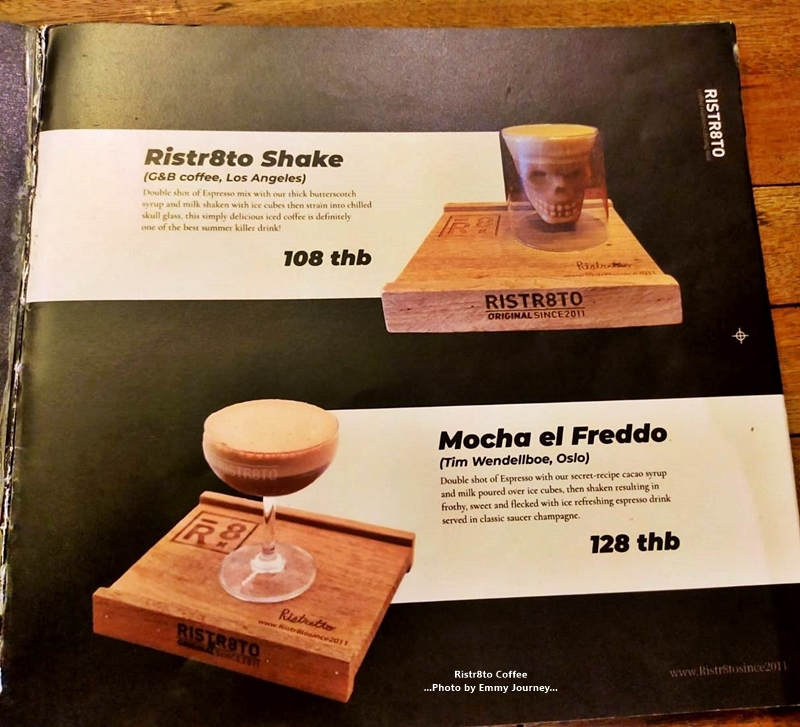 RISTR8TO
Ristr8to Shake
(G&B coffee, Los Angeles)
Double shot of Espresso mix with our thick butterscotch
syrup and milk shaken with ice cubes then strain into chilled
skull glass, this simply delicious iced coffee is definitely
one of the best summer killer drink!
108 thb
R8
Ristretto
RISTR8TO
ORIGINAL SINCE2011
Mocha el Freddo
(Tim Wendellboe, Oslo)
Double shot of Espresso with our secret-recipe cacao syrup
and milk poured over ice cubes, then shaken resulting in
frothy, sweet and flecked with ice refreshing espresso drink
served in classic saucer champagne.
128 thb
RISTR8TO
R8
Ristretto
www.Ristr8tosince2011
RISTR8TO
ORIGINAL SINCE2011
www.Ristr8tosince2011
Ristr8to Coffee
...Photo by Emmy Journey...